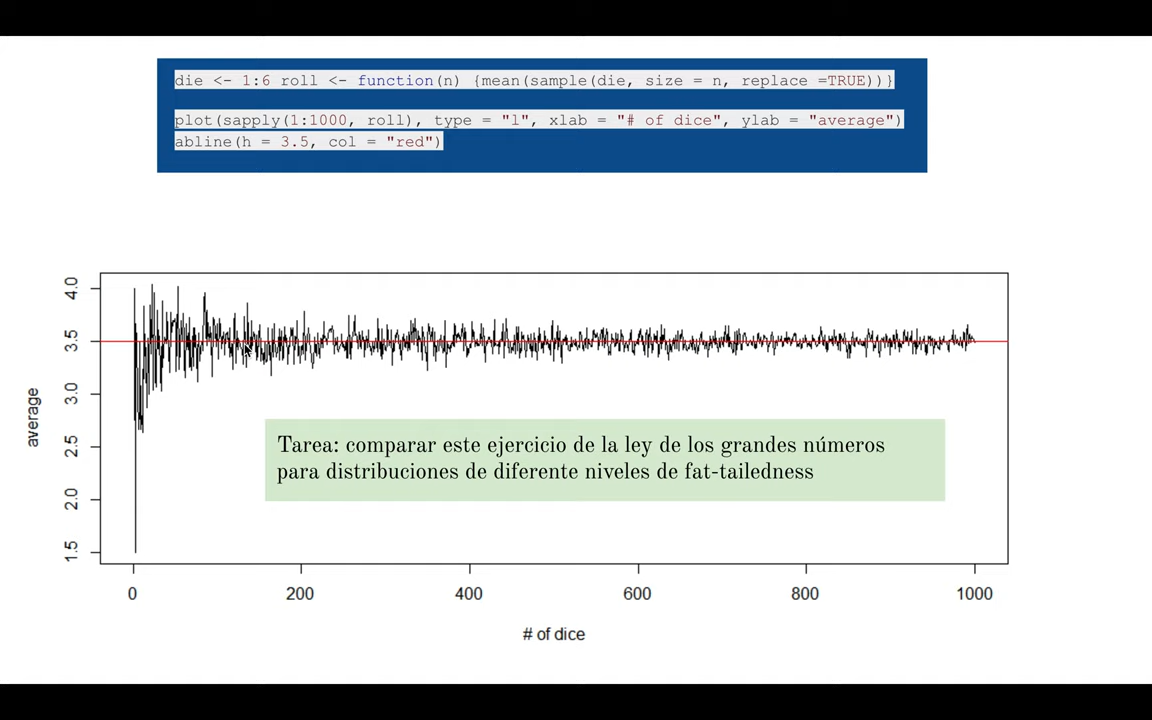 die <- 1:6 roll <- function(n) {mean(sample(die, size = n, replace =TRUE))}
plot(sapply(1:1000, roll), type = "l", xlab = "# of dice", ylab = "average")
abline(h = 3.5, col = "red")
4.0
3.5
3.0
2.5
2.0
1.5
average
Tarea: comparar este ejercicio de la ley de los grandes números
para distribuciones de diferente niveles de fat-tailedness
0 200 400 600 800 1000
# of dice